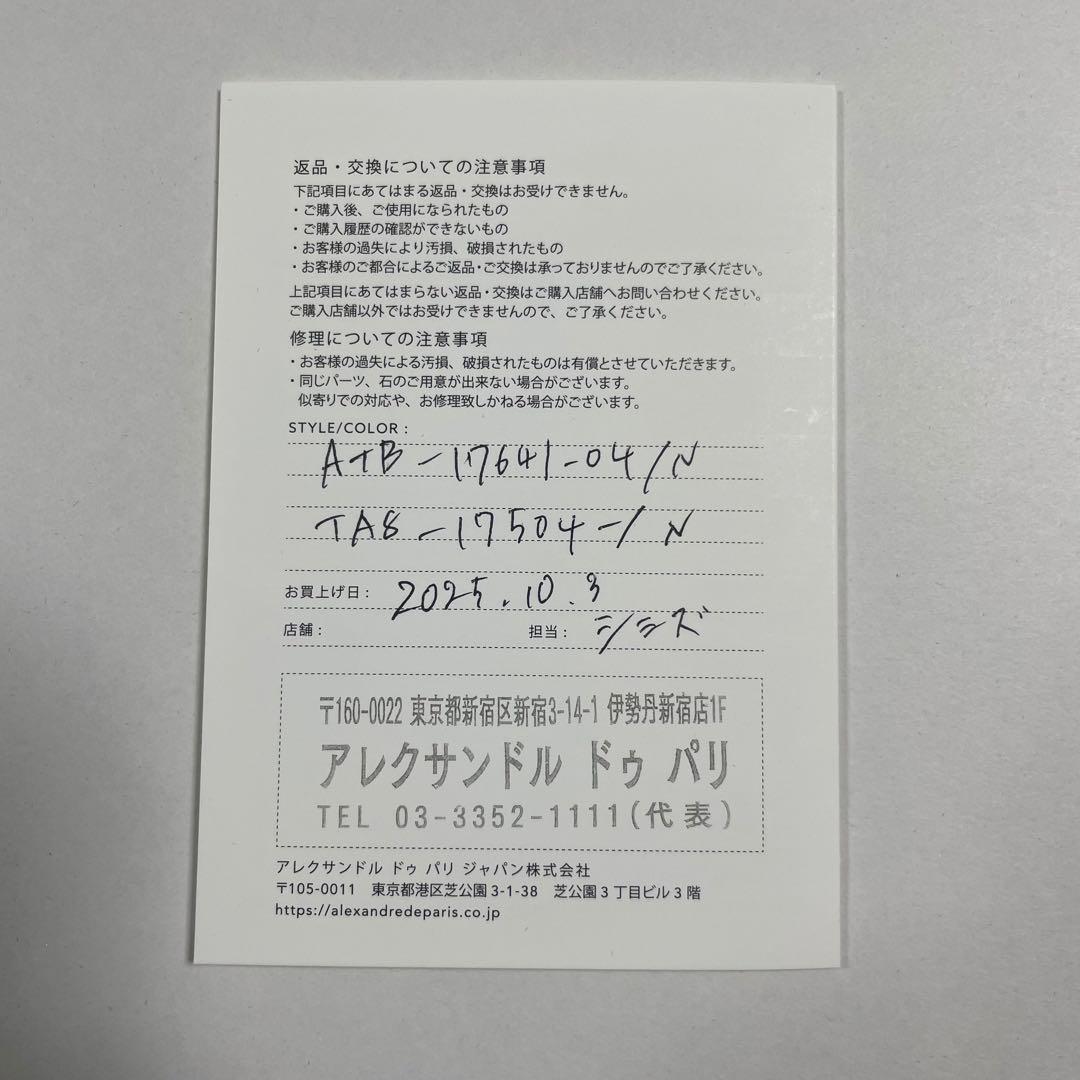 返品・交換についての注意事項
下記項目にあてはまる返品・交換はお受けできません。
・ご購入後、ご使用になられたもの
・ご購入履歴の確認ができないもの
・お客様の過失により汚損、破損されたもの
・お客様のご都合によるご返品・ご交換は承っておりませんのでご了承ください。
上記項目にあてはまらない返品・交換はご購入店舗へお問い合わせください。
ご購入店舗以外ではお受けできませんので、ご了承ください。
修理についての注意事項
・お客様の過失による汚損、破損されたものは有償とさせていただきます。
・同じパーツ、石のご用意が出来ない場合がございます。
似寄りでの対応や、お修理致しかねる場合がございます。
STYLE/COLOR :
ATB-17641-04/N
TA8-17504-/N
お買上げ日： 2025.10.3
店舗： 担当： シミズ
〒160-0022 東京都新宿区新宿3-14-1 伊勢丹新宿店1F
アレクサンドル ドゥ パリ
TEL 03-3352-1111(代表)
アレクサンドル ドゥ パリ ジャパン株式会社
〒105-0011 東京都港区芝公園3-1-38 芝公園3丁目ビル3階
https://alexandredeparis.co.jp